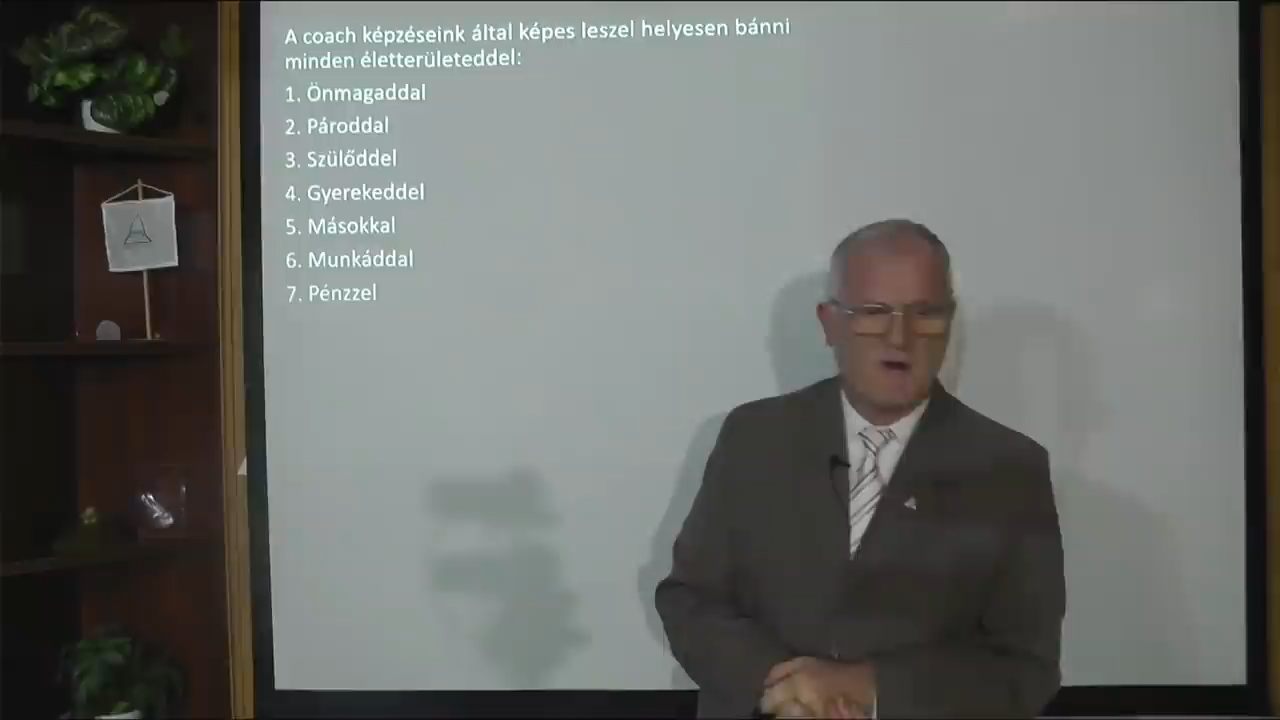 A coach képzéseink által képes leszel helyesen bánni
minden életterületeddel:
1. Önmagaddal
2. Pároddal
3. Szülőddel
4. Gyerekeddel
5. Másokkal
6. Munkáddal
7. Pénzzel